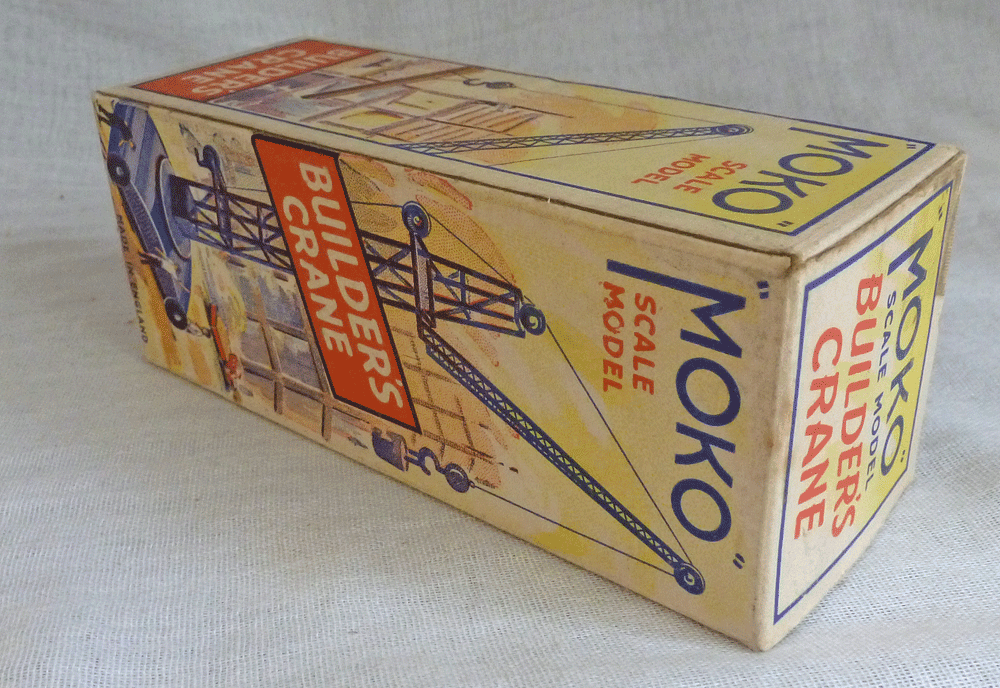 BUILDER'S
CRANE
"MOKO"
SCALE
MODEL
"MOKO"
SCALE
MODEL
BUILDER'S
CRANE
MADE IN ENGLAND
"MOKO"
SCALE MODEL
BUILDER'S
CRANE